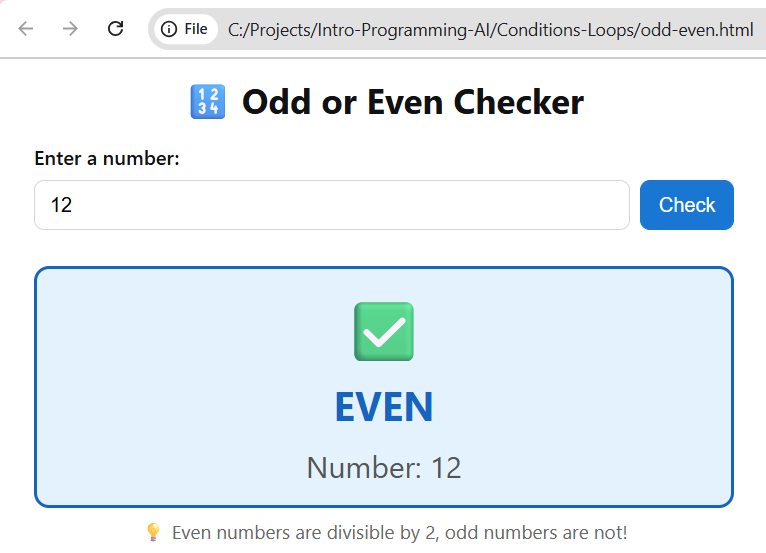 File C:/Projects/Intro-Programming-AI/Conditions-Loops/odd-even.html
🔢 Odd or Even Checker
Enter a number:
12 Check
EVEN
Number: 12
💡 Even numbers are divisible by 2, odd numbers are not!